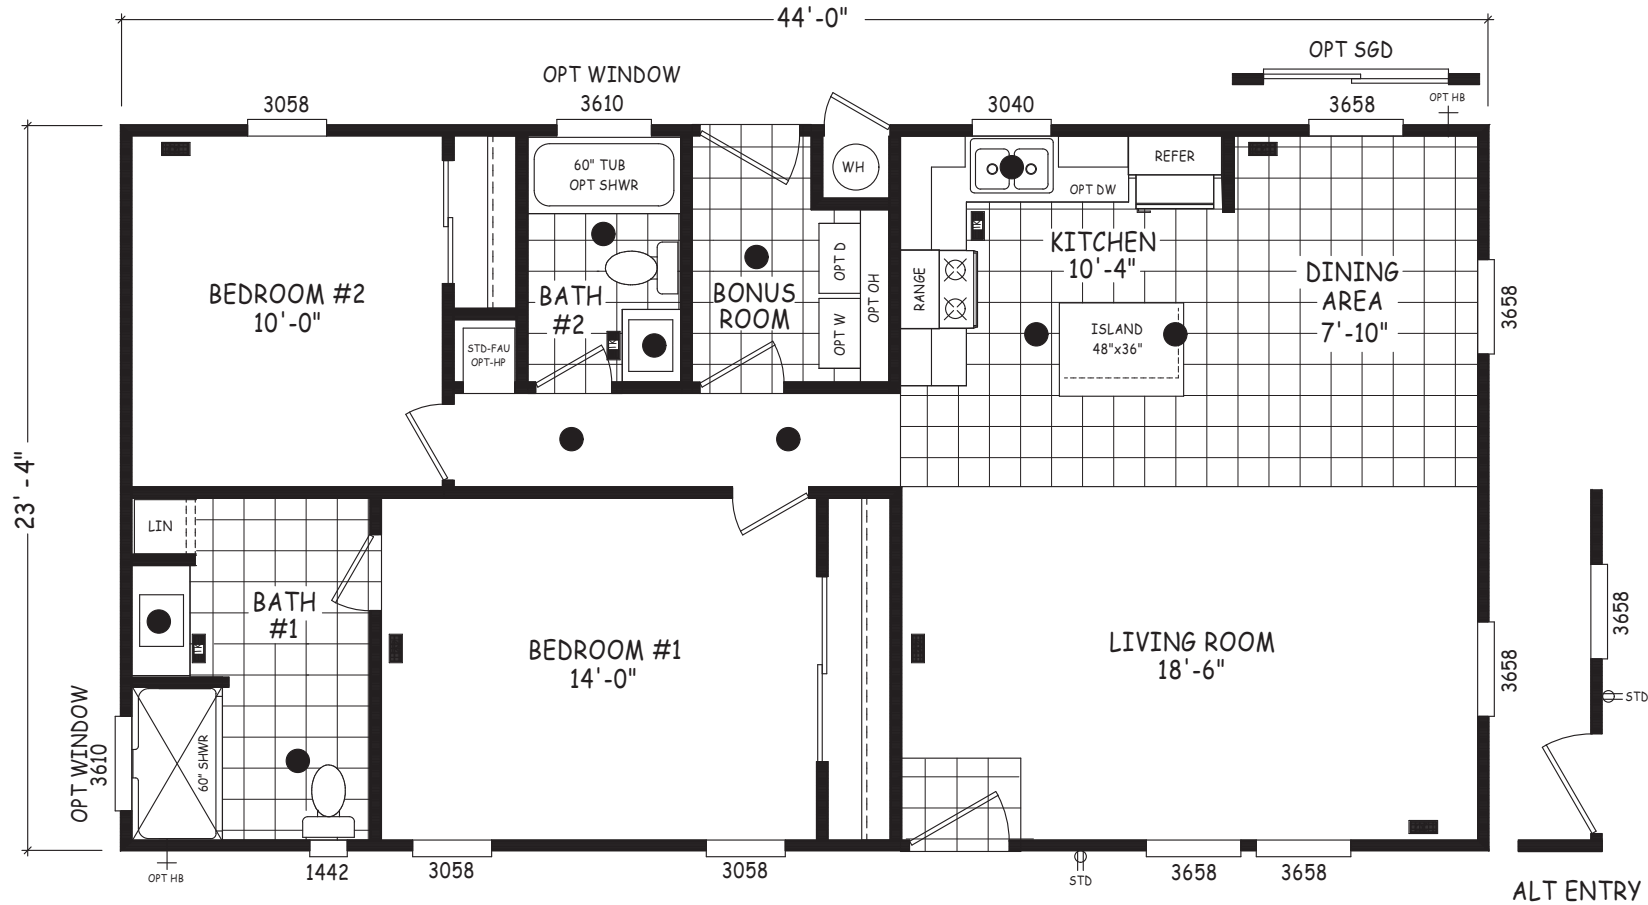 44'-0"
OPT SGD
OPT WINDOW
3058
3610
3040
3658
OPT HB
60" TUB
OPT SHWR
WH
OPT DW
REFER
KITCHEN
10'-4"
DINING
AREA
7'-10"
3658
BEDROOM #2
10'-0"
BATH
#2
BONUS
ROOM
OPT D
OPT W
OPT OH
RANGE
ISLAND
48"x36"
STD-FAU
OPT-HP
23'-4"
LIN
BATH
#1
BEDROOM #1
14'-0"
LIVING ROOM
18'-6"
3658
3658
STD
OPT WINDOW
3610
60" SHWR
OPT HB
1442
3058
3058
STD
3658
3658
ALT ENTRY